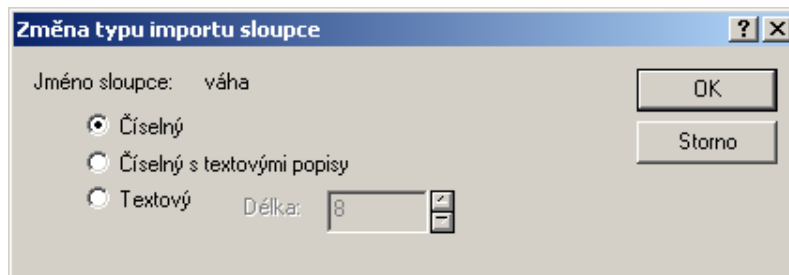 Změna typu importu sloupce
Jméno sloupce: váha
OK
Číselný
Storno
Číselný s textovými popisy
Textový Délka: 8